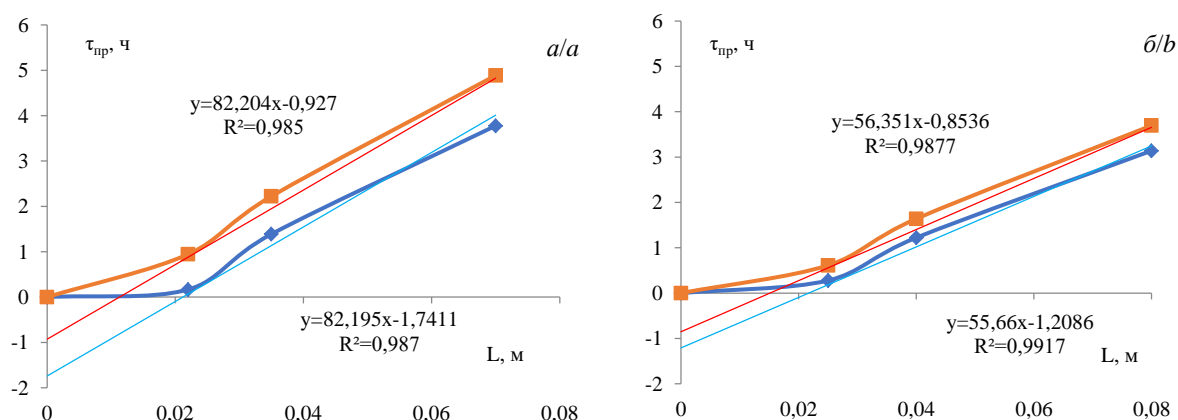 6
τпр, ч
а/a
5
4
y=82,204x-0,927
R²=0,985
3
2
1
0
y=82,195x-1,7411
-1
R²=0,987
L, м
-2
0
0,02
0,04
0,06
0,08
6
τпр, ч
б/b
5
4
y=56,351x-0,8536
R²=0,9877
3
2
1
0
y=55,66x-1,2086
-1
R²=0,9917
L, м
-2
0
0,02
0,04
0,06
0,08